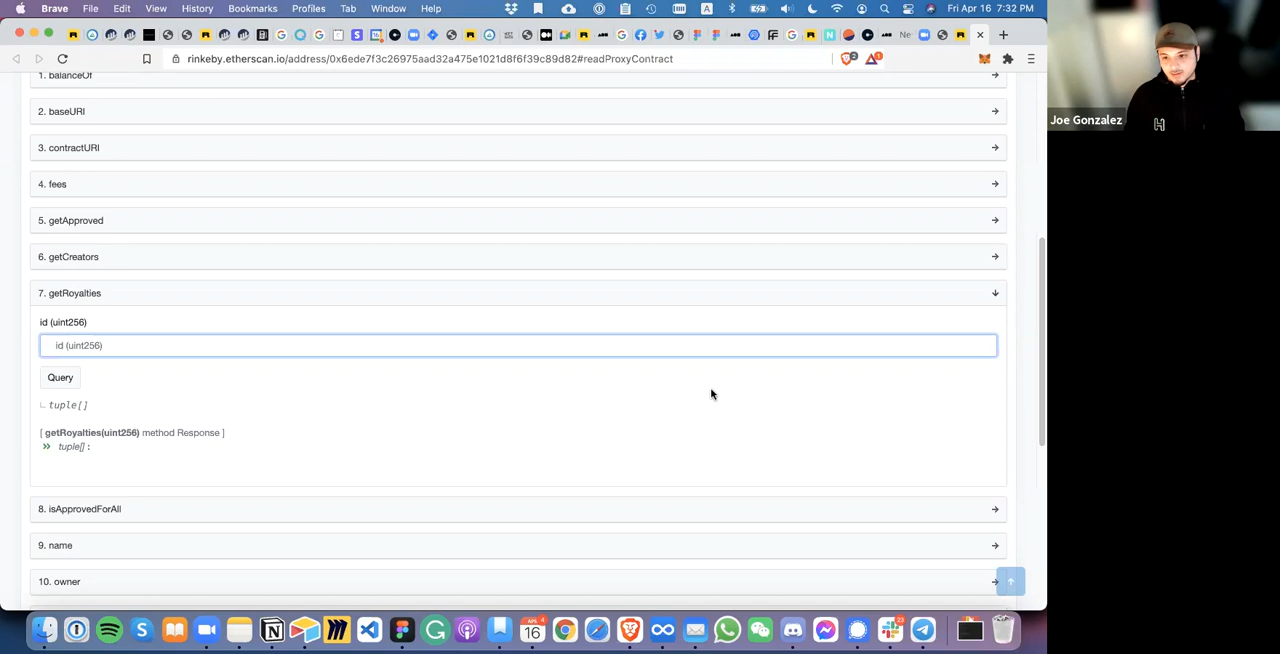 Brave File Edit View History Bookmarks Profiles Tab Window Help Fri Apr 16 7:32 PM
rinkeby.etherscan.io/address/0x6ede7f3c26975aad32a475e1021d8f6f39c89d82#readProxyContract
1. balanceOf
2. baseURI
3. contractURI
4. fees
5. getApproved
6. getCreators
7. getRoyalties
id (uint256)
id (uint256)
Query
tuple[]
[ getRoyalties(uint256) method Response ]
tuple[] :
8. isApprovedForAll
9. name
10. owner
APR
16
Joe Gonzalez